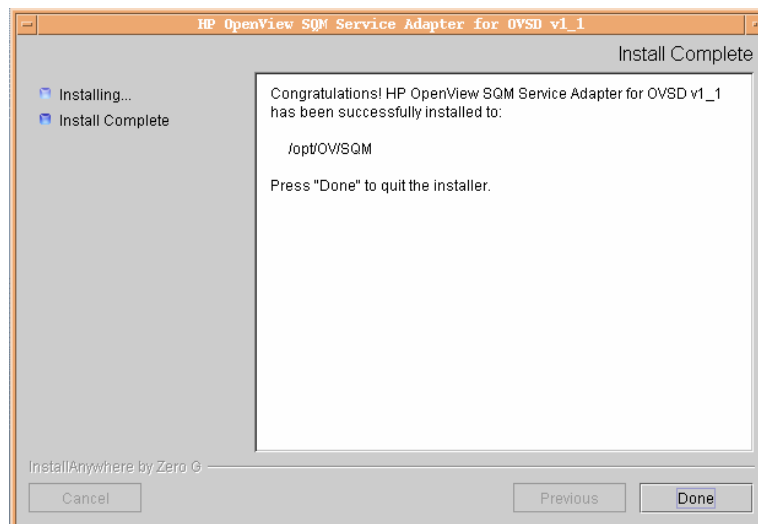 HP OpenView SQM Service Adapter for OVSD v1_1
Install Complete
Installing...
Install Complete
Congratulations! HP OpenView SQM Service Adapter for OVSD v1_1
has been successfully installed to:
/opt/OV/SQM
Press "Done" to quit the installer.
InstallAnywhere by Zero G
Cancel
Previous
Done